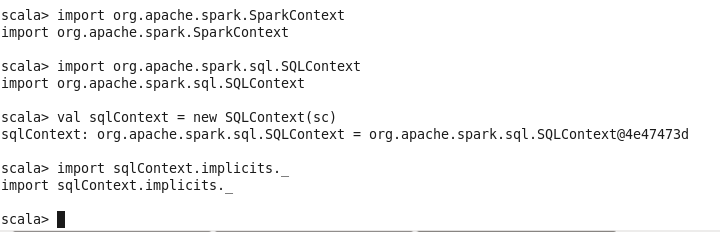 scala> import org.apache.spark.SparkContext
import org.apache.spark.SparkContext
scala> import org.apache.spark.sql.SQLContext
import org.apache.spark.sql.SQLContext
scala> val sqlContext = new SQLContext(sc)
sqlContext: org.apache.spark.sql.SQLContext = org.apache.spark.sql.SQLContext@4e47473d
scala> import sqlContext.implicits._
import sqlContext.implicits._
scala>